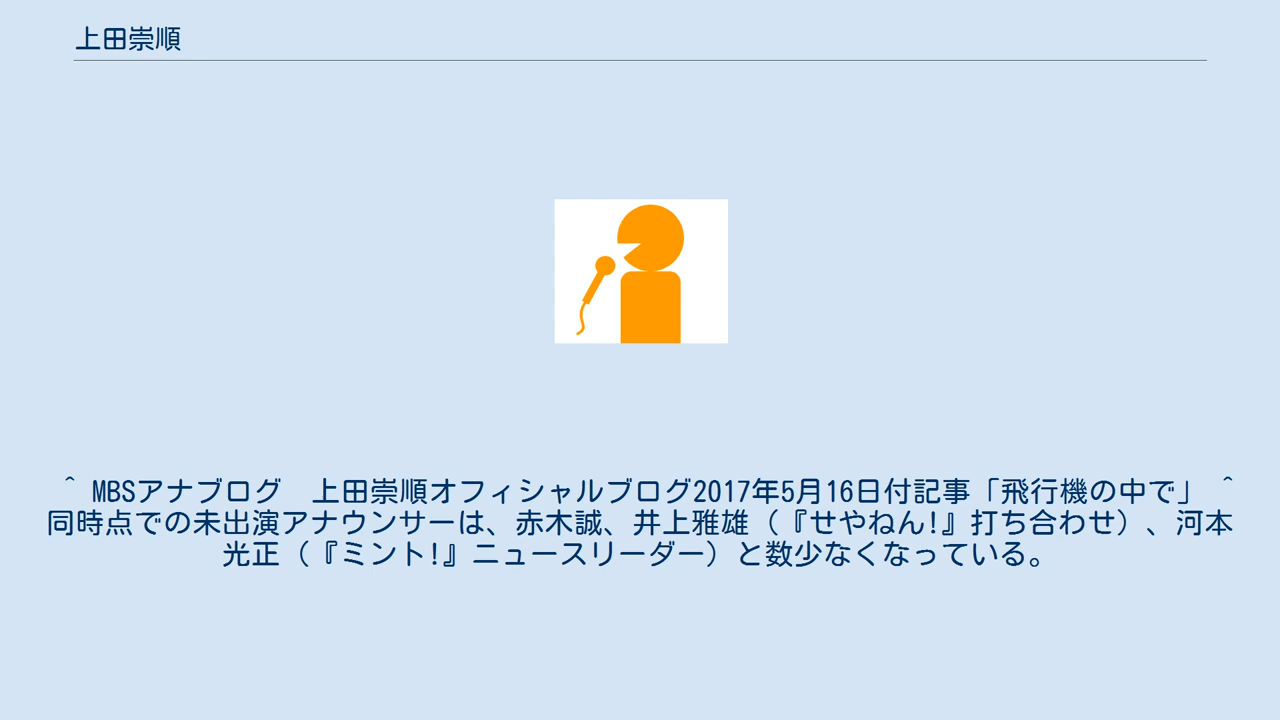 上田崇順
^ MBSアナブログ　上田崇順オフィシャルブログ2017年5月16日付記事「飛行機の中で」 ^
同時点での未出演アナウンサーは、赤木誠、井上雅雄（『せやねん!』打ち合わせ）、河本
光正（『ミント!』ニュースリーダー）と数少なくなっている。